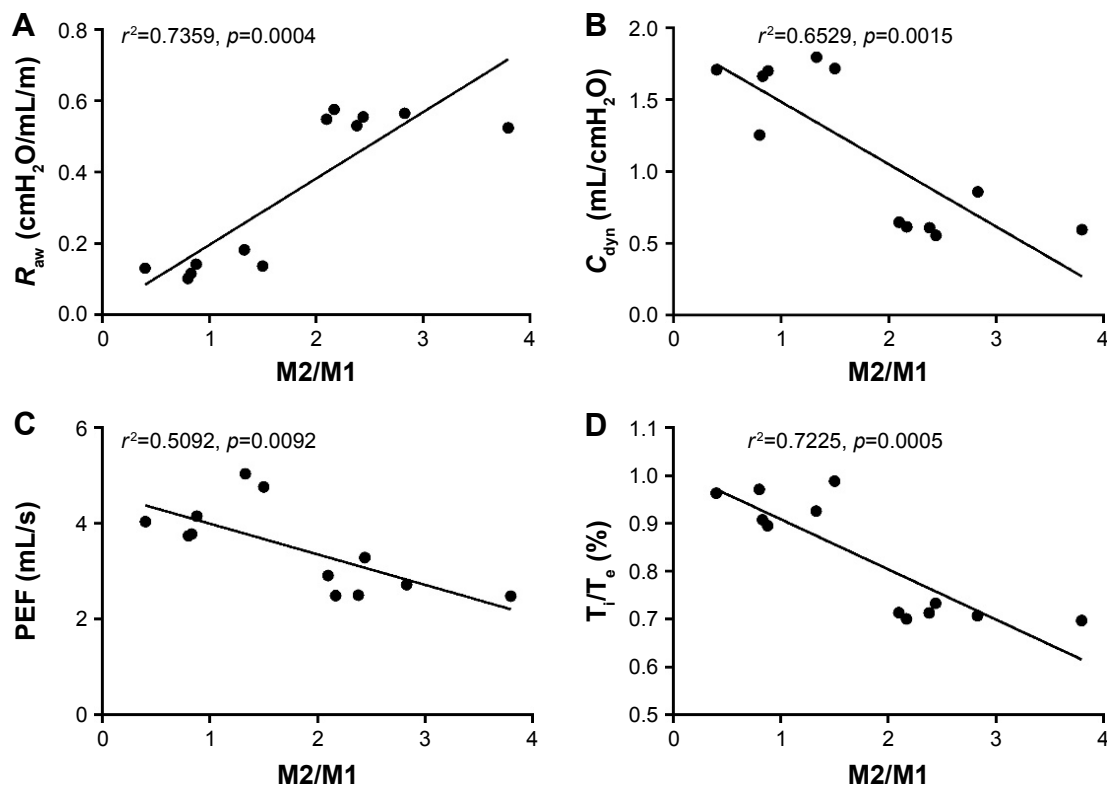 A
r²=0.7359, p=0.0004
R_aw (cmH₂O/mL/m)
0.8
0.6
0.4
0.2
0.0
0 1 2 3 4
M2/M1
B
r²=0.6529, p=0.0015
C_dyn (mL/cmH₂O)
2.0
1.5
1.0
0.5
0.0
0 1 2 3 4
M2/M1
C
r²=0.5092, p=0.0092
PEF (mL/s)
6
4
2
0
0 1 2 3 4
M2/M1
D
r²=0.7225, p=0.0005
T_i/T_e (%)
1.1
1.0
0.9
0.8
0.7
0.6
0.5
0 1 2 3 4
M2/M1